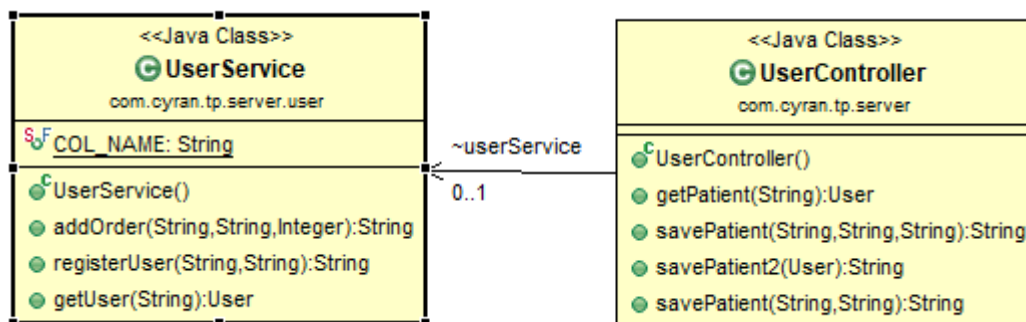 <<Java Class>>
UserService
com.cyran.tp.server.user
COL_NAME: String
UserService()
addOrder(String,String,Integer):String
registerUser(String,String):String
getUser(String):User
~userService
0..1
<<Java Class>>
UserController
com.cyran.tp.server
UserController()
getPatient(String):User
savePatient(String,String,String):String
savePatient2(User):String
savePatient(String,String):String